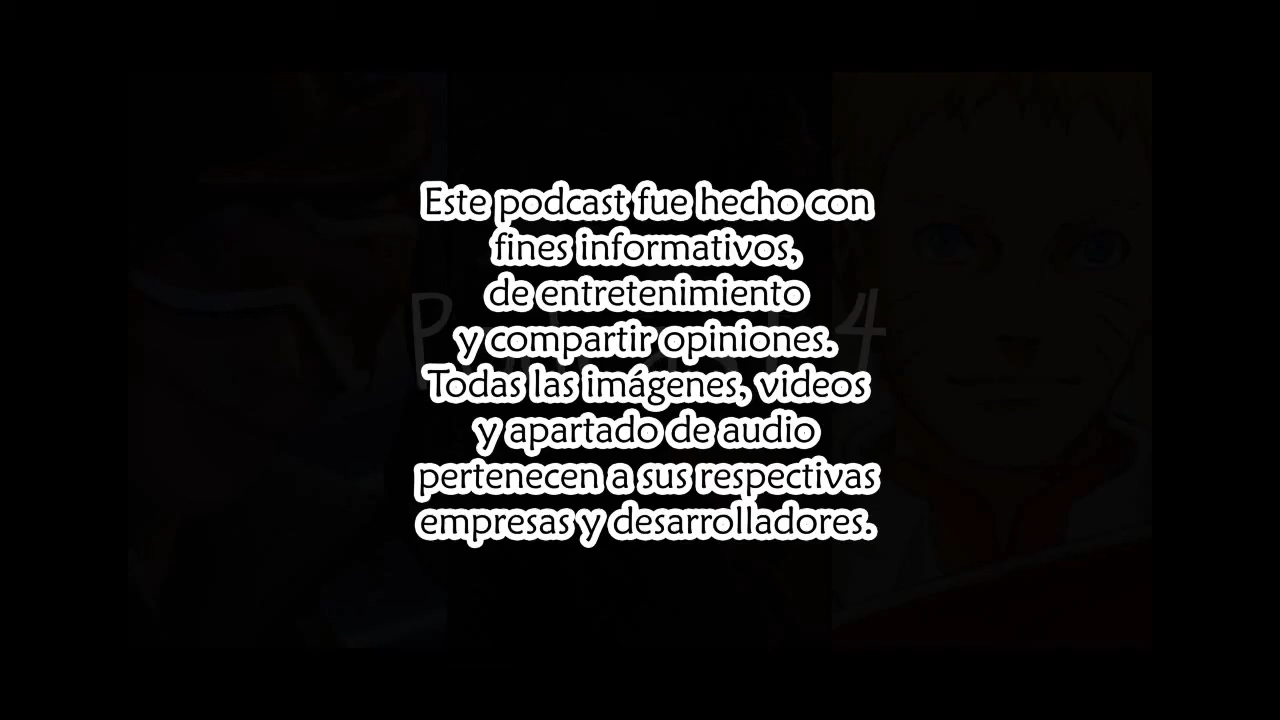 Este podcast fue hecho con
fines informativos,
de entretenimiento
y compartir opiniones.
Todas las imágenes, videos
y apartado de audio
pertenecen a sus respectivas
empresas y desarrolladores.